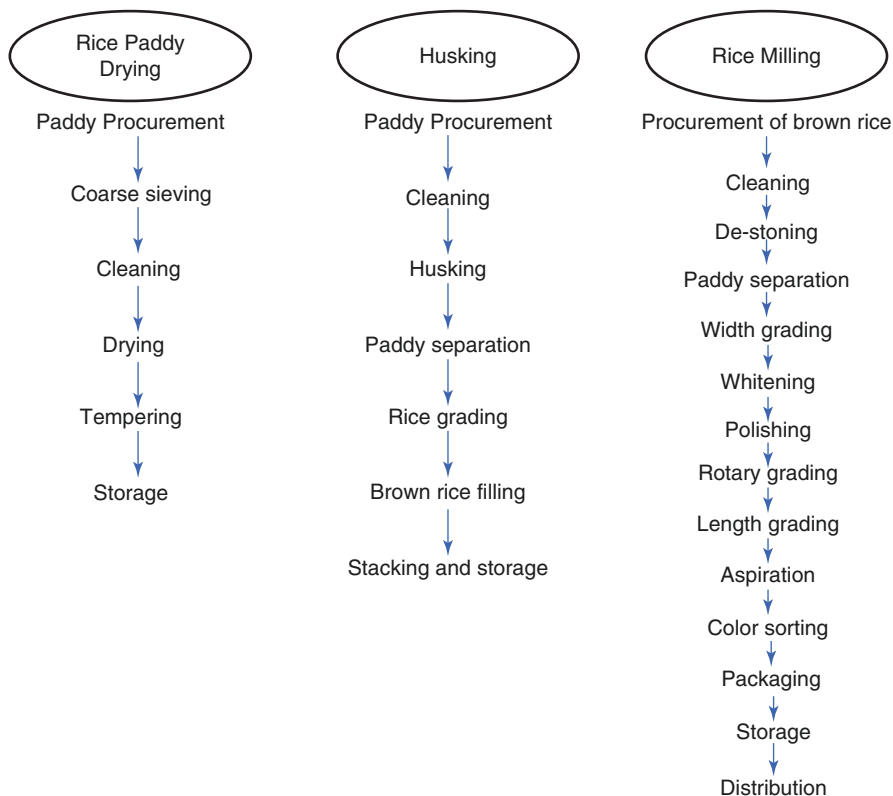 Rice Paddy
Drying
Paddy Procurement
Coarse sieving
Cleaning
Drying
Tempering
Storage
Husking
Paddy Procurement
Cleaning
Husking
Paddy separation
Rice grading
Brown rice filling
Stacking and storage
Rice Milling
Procurement of brown rice
Cleaning
De-stoning
Paddy separation
Width grading
Whitening
Polishing
Rotary grading
Length grading
Aspiration
Color sorting
Packaging
Storage
Distribution